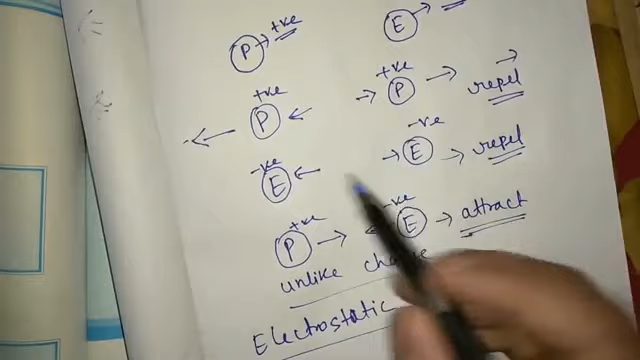 P → +ve E →
+ve P ← → P +ve → repel
-ve E ← → E -ve → repel
+ve P → ← E -ve → attract
unlike
Electrostatic